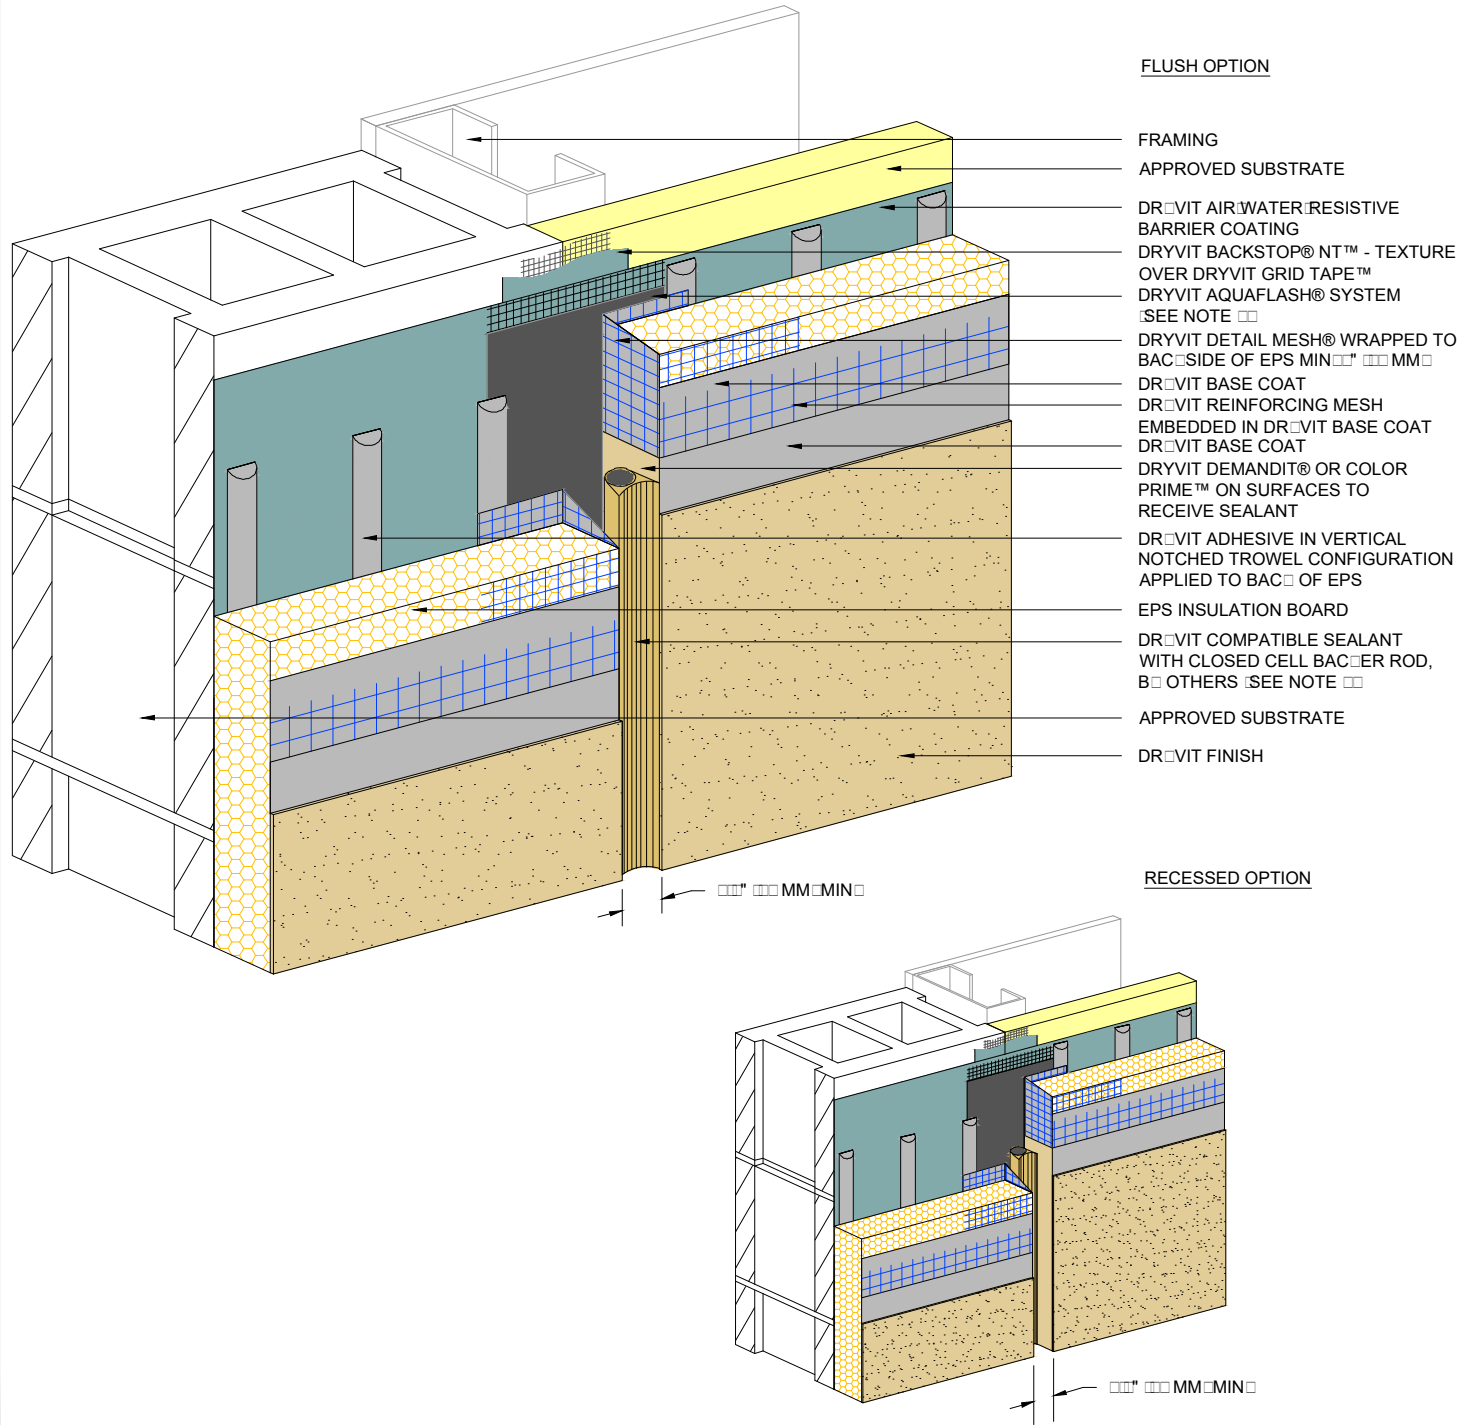 FLUSH OPTION
FRAMING
APPROVED SUBSTRATE
DR□VIT AIR□WATER□RESISTIVE
BARRIER COATING
DRYVIT BACKSTOP® NT™ - TEXTURE
OVER DRYVIT GRID TAPE™
DRYVIT AQUAFLASH® SYSTEM
□SEE NOTE □□
DRYVIT DETAIL MESH® WRAPPED TO
BAC□SIDE OF EPS MIN□□" □□□ MM□
DR□VIT BASE COAT
DR□VIT REINFORCING MESH
EMBEDDED IN DR□VIT BASE COAT
DR□VIT BASE COAT
DRYVIT DEMANDIT® OR COLOR
PRIME™ ON SURFACES TO
RECEIVE SEALANT
DR□VIT ADHESIVE IN VERTICAL
NOTCHED TROWEL CONFIGURATION
APPLIED TO BAC□ OF EPS
EPS INSULATION BOARD
DR□VIT COMPATIBLE SEALANT
WITH CLOSED CELL BAC□ER ROD,
B□ OTHERS □SEE NOTE □□
APPROVED SUBSTRATE
DR□VIT FINISH
□□□" □□□ MM□MIN□
RECESSED OPTION
□□□" □□□ MM□MIN□